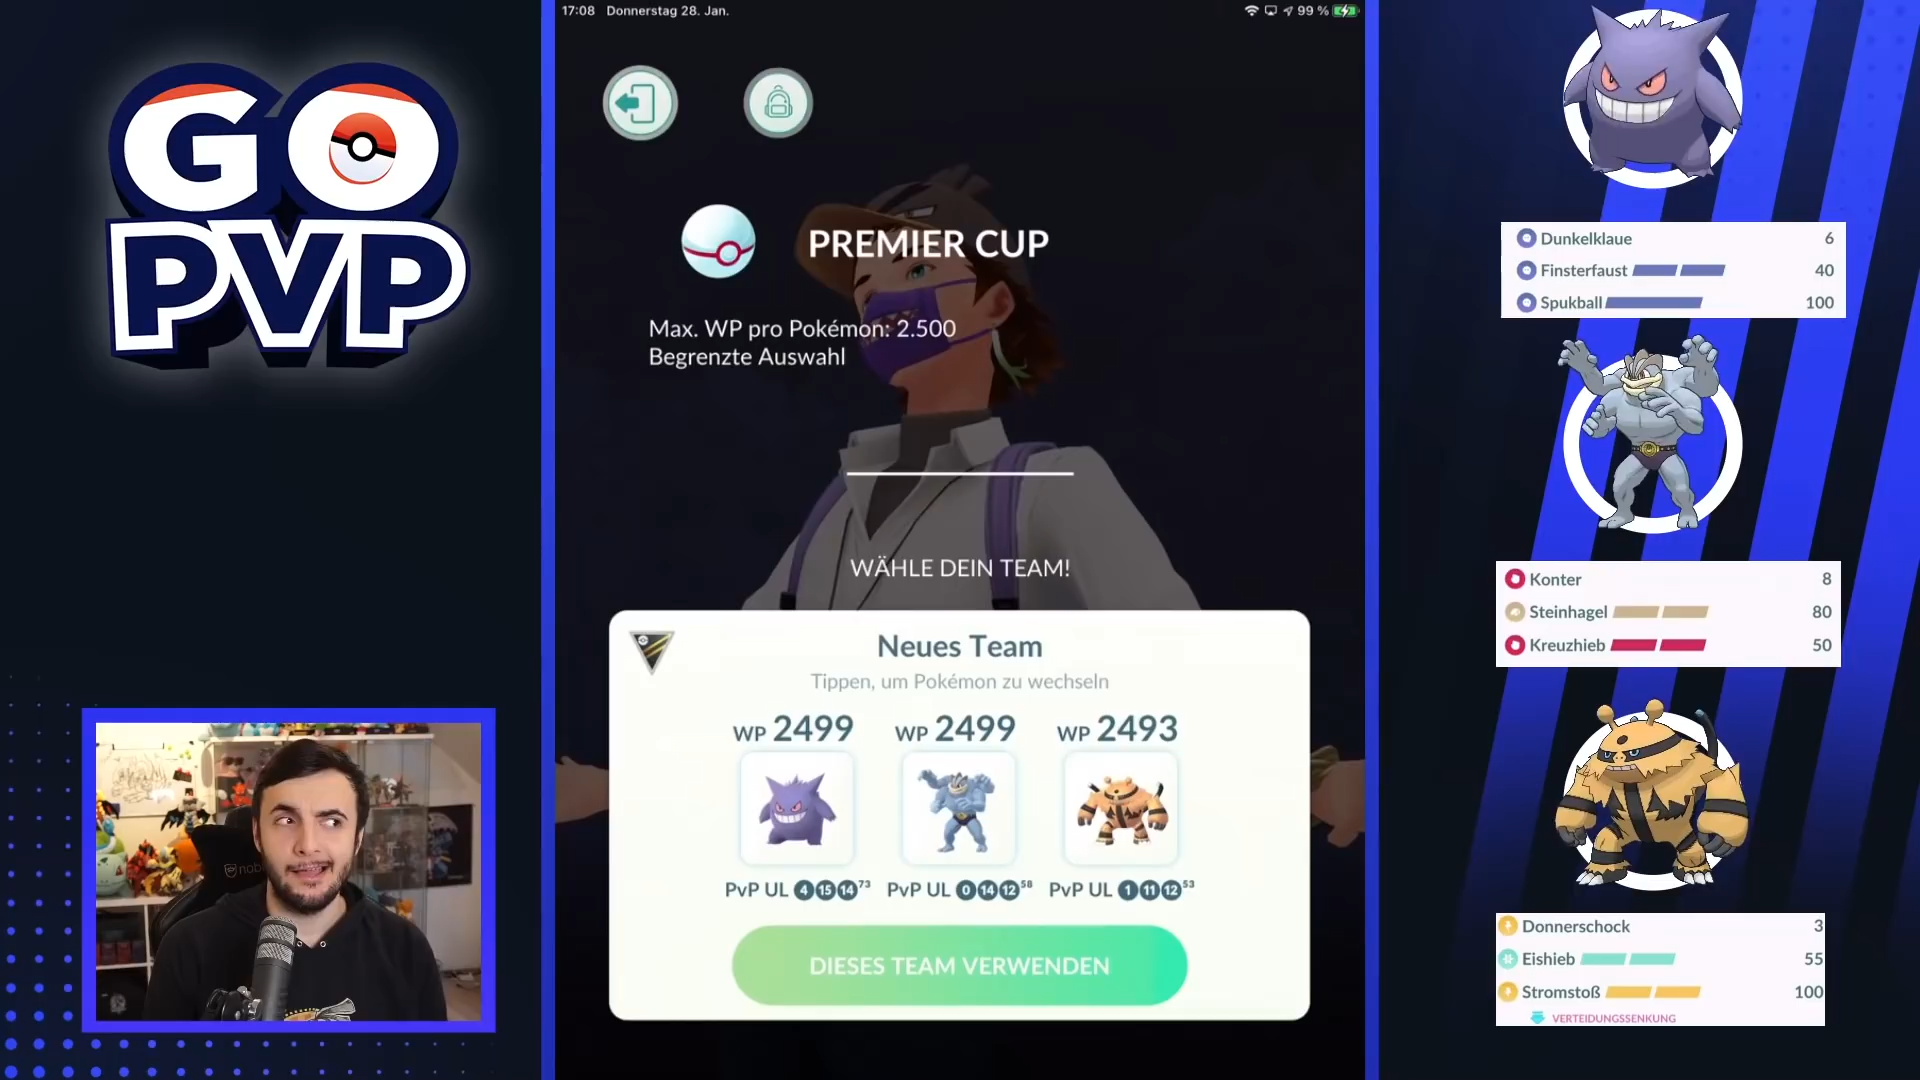 17:08 Donnerstag 28. Jan.
99 %
GO
PVP
PREMIER CUP
Max. WP pro Pokémon: 2.500
Begrenzte Auswahl
WÄHLE DEIN TEAM!
Neues Team
Tippen, um Pokémon zu wechseln
WP 2499 WP 2499 WP 2493
PvP UL 4 15 14 73 PvP UL 0 14 12 58 PvP UL 1 11 12 53
DIESES TEAM VERWENDEN
Dunkelklaue 6
Finsterfaust 40
Spukball 100
Konter 8
Steinhagel 80
Kreuzhieb 50
Donnerschock 3
Eishieb 55
Stromstoß 100
VERTEIDUNGSSENKUNG